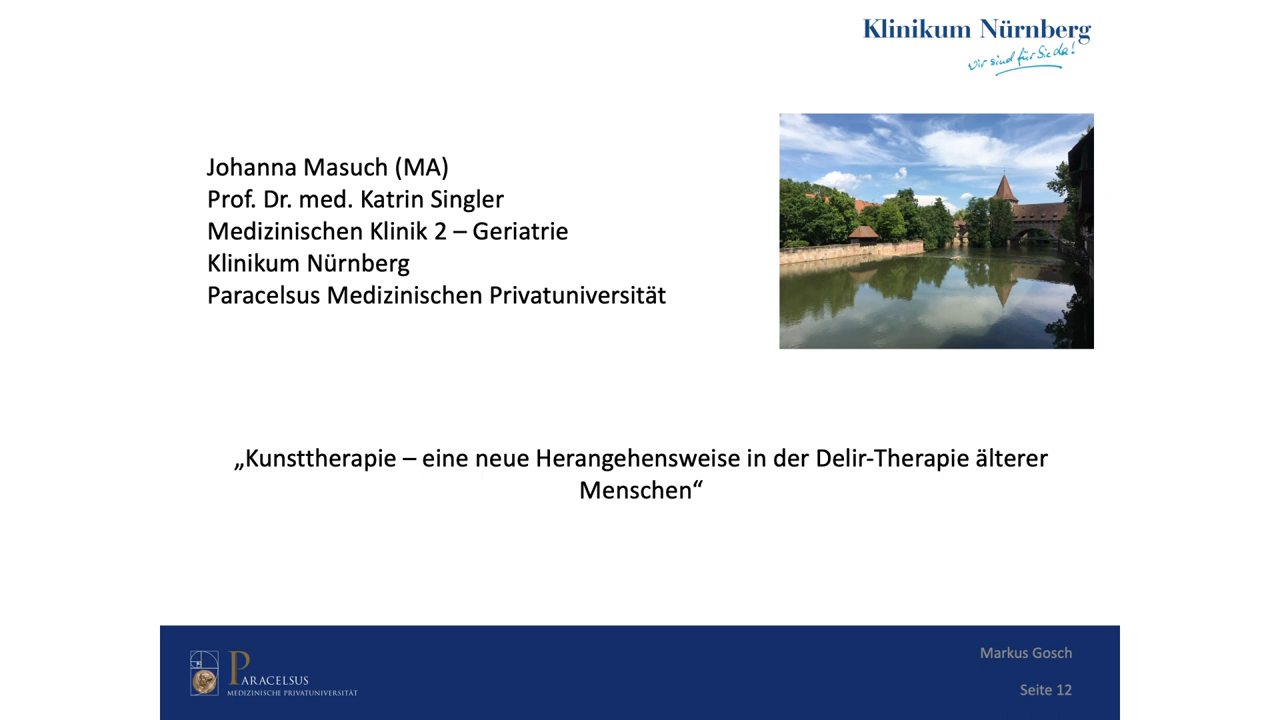 Klinikum Nürnberg
wir sind für Sie da!
Johanna Masuch (MA)
Prof. Dr. med. Katrin Singler
Medizinischen Klinik 2 – Geriatrie
Klinikum Nürnberg
Paracelsus Medizinischen Privatuniversität
„Kunsttherapie – eine neue Herangehensweise in der Delir-Therapie älterer
Menschen“
Markus Gosch
PARACELSUS
MEDIZINISCHE PRIVATUNIVERSITÄT
Seite 12